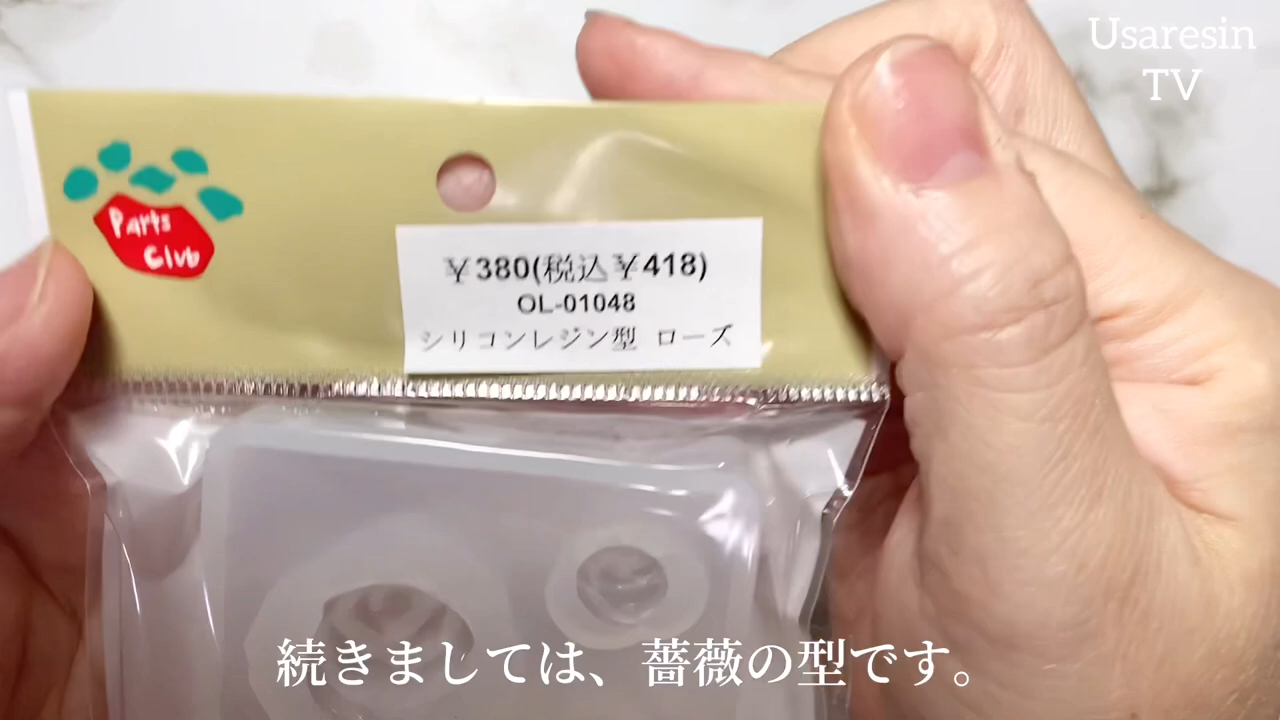 Usaresin
TV
Parts
Club
￥380(税込￥418)
OL-01048
シリコンレジン型 ローズ
続きましては、薔薇の型です。